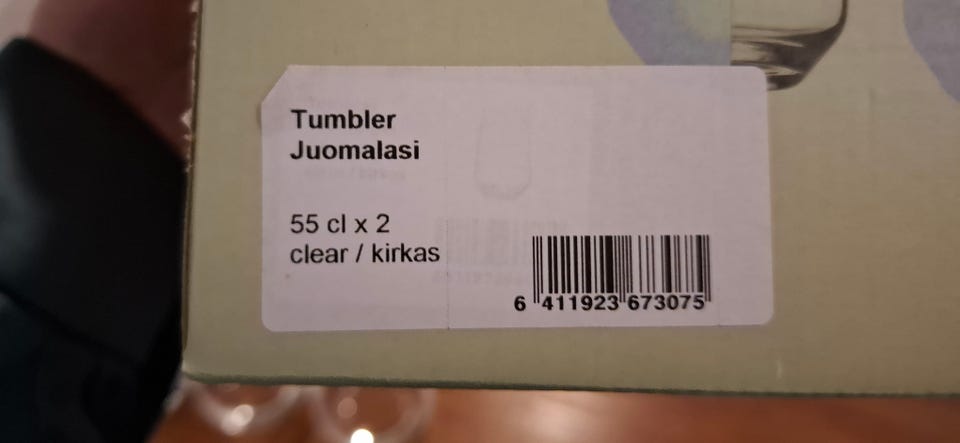 Tumbler
Juomalasi
55 cl x 2
clear / kirkas
6 411923 673075